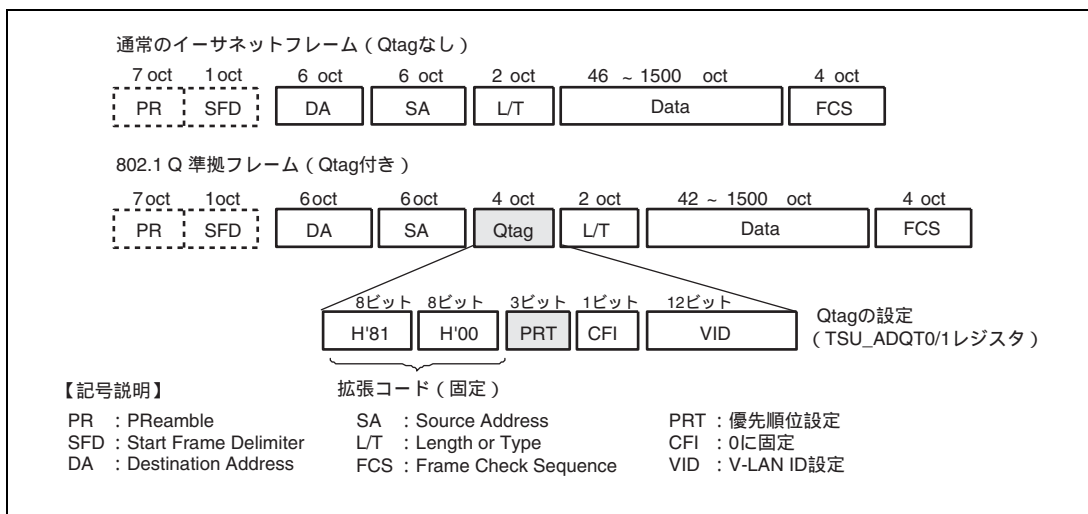 通常のイーサネットフレーム（Qtagなし）
7 oct 1 oct 6 oct 6 oct 2 oct 46 ~ 1500 oct 4 oct
PR SFD DA SA L/T Data FCS
802.1 Q 準拠フレーム（Qtag付き）
7 oct 1oct 6 oct 6 oct 4 oct 2 oct 42 ~ 1500 oct 4 oct
PR SFD DA SA Qtag L/T Data FCS
8ビット 8ビット 3ビット 1ビット 12ビット
H'81 H'00 PRT CFI VID
Qtagの設定
（TSU_ADQT0/1レジスタ）
拡張コード（固定）
【記号説明】
PR : PReamble
SFD : Start Frame Delimiter
DA : Destination Address
SA : Source Address
L/T : Length or Type
FCS : Frame Check Sequence
PRT : 優先順位設定
CFI : 0に固定
VID : V-LAN ID設定